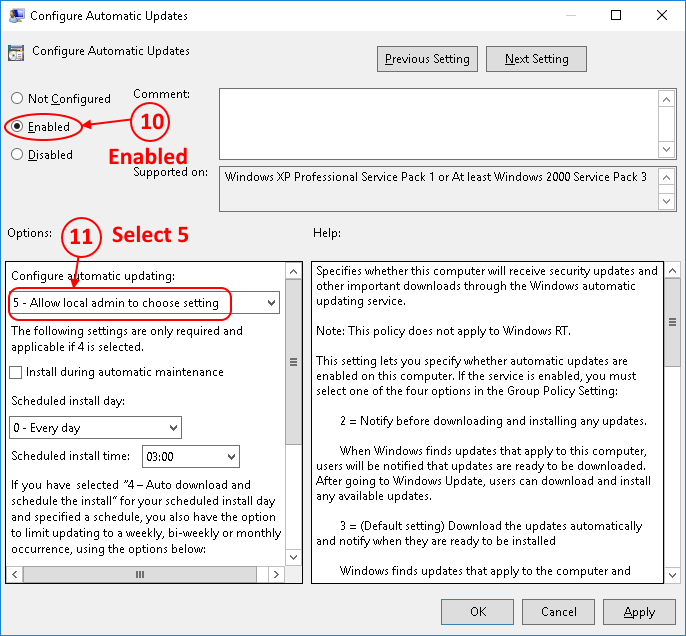 Configure Automatic Updates
Configure Automatic Updates
Previous Setting
Next Setting
Not Configured
Comment:
Enabled
10
Disabled
Enabled
Supported on:
Windows XP Professional Service Pack 1 or At least Windows 2000 Service Pack 3
Options:
11
Select 5
Help:
Configure automatic updating:
5 - Allow local admin to choose setting
The following settings are only required and
applicable if 4 is selected.
Install during automatic maintenance
Scheduled install day:
0 - Every day
Scheduled install time:
03:00
If you have selected “4 – Auto download and
schedule the install” for your scheduled install day
and specified a schedule, you also have the option
to limit updating to a weekly, bi-weekly or monthly
occurrence, using the options below:
Specifies whether this computer will receive security updates and
other important downloads through the Windows automatic
updating service.
Note: This policy does not apply to Windows RT.
This setting lets you specify whether automatic updates are
enabled on this computer. If the service is enabled, you must
select one of the four options in the Group Policy Setting:
2 = Notify before downloading and installing any updates.
When Windows finds updates that apply to this computer,
users will be notified that updates are ready to be downloaded.
After going to Windows Update, users can download and install
any available updates.
3 = (Default setting) Download the updates automatically
and notify when they are ready to be installed
Windows finds updates that apply to the computer and
OK
Cancel
Apply